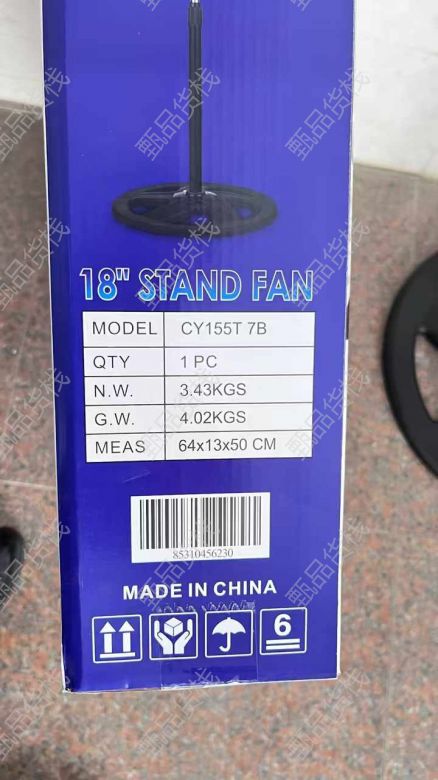 18" STAND FAN
MODEL CY155T 7B
QTY 1 PC
N.W. 3.43KGS
G.W. 4.02KGS
MEAS 64x13x50 CM
85310456230
MADE IN CHINA
6
甄品货栈